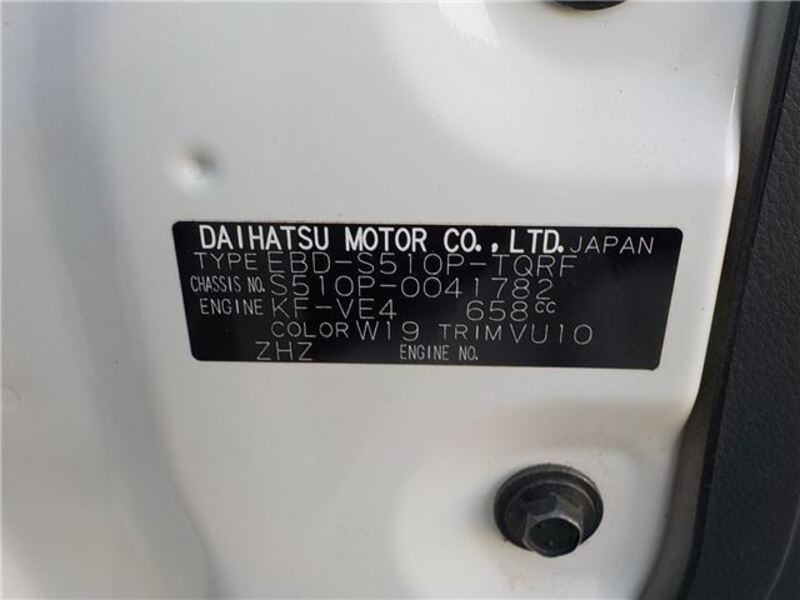 DAIHATSU MOTOR CO., LTD. JAPAN
TYPE EBD-S510P-TQRF
CHASSIS NO. S510P-0041782
ENGINE KF-VE4 658cc
COLOR W19 TRIM VU10
ZHZ ENGINE NO.